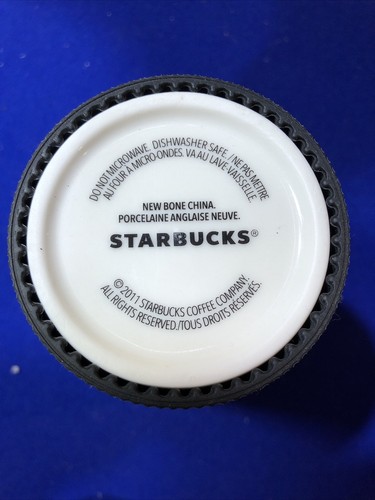 DO NOT MICROWAVE. DISHWASHER SAFE. / NE PAS METTRE
AU FOUR À MICRO-ONDES. VA AU LAVE-VAISSELLE
NEW BONE CHINA.
PORCELAINE ANGLAISE NEUVE.
STARBUCKS®
© 2011 STARBUCKS COFFEE COMPANY.
ALL RIGHTS RESERVED./TOUS DROITS RÉSERVÉS.